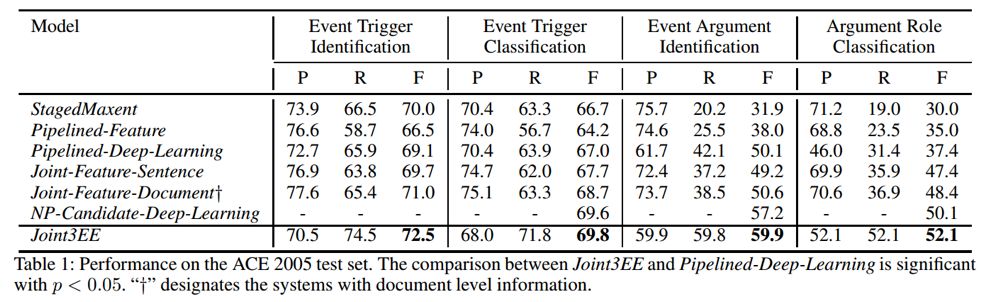 Model Event Trigger Event Trigger Event Argument Argument Role
Identification Classification Identification Classification
P R F P R F P R F P R F
StagedMaxent 73.9 66.5 70.0 70.4 63.3 66.7 75.7 20.2 31.9 71.2 19.0 30.0
Pipelined-Feature 76.6 58.7 66.5 74.0 56.7 64.2 74.6 25.5 38.0 68.8 23.5 35.0
Pipelined-Deep-Learning 72.7 65.9 69.1 70.4 63.9 67.0 61.7 42.1 50.1 46.0 31.4 37.4
Joint-Feature-Sentence 76.9 63.8 69.7 74.7 62.0 67.7 72.4 37.2 49.2 69.9 35.9 47.4
Joint-Feature-Document† 77.6 65.4 71.0 75.1 63.3 68.7 73.7 38.5 50.6 70.6 36.9 48.4
NP-Candidate-Deep-Learning - - - - - 69.6 - - 57.2 - - 50.1
Joint3EE 70.5 74.5 72.5 68.0 71.8 69.8 59.9 59.8 59.9 52.1 52.1 52.1
Table 1: Performance on the ACE 2005 test set. The comparison between Joint3EE and Pipelined-Deep-Learning is significant
with p < 0.05. “†” designates the systems with document level information.